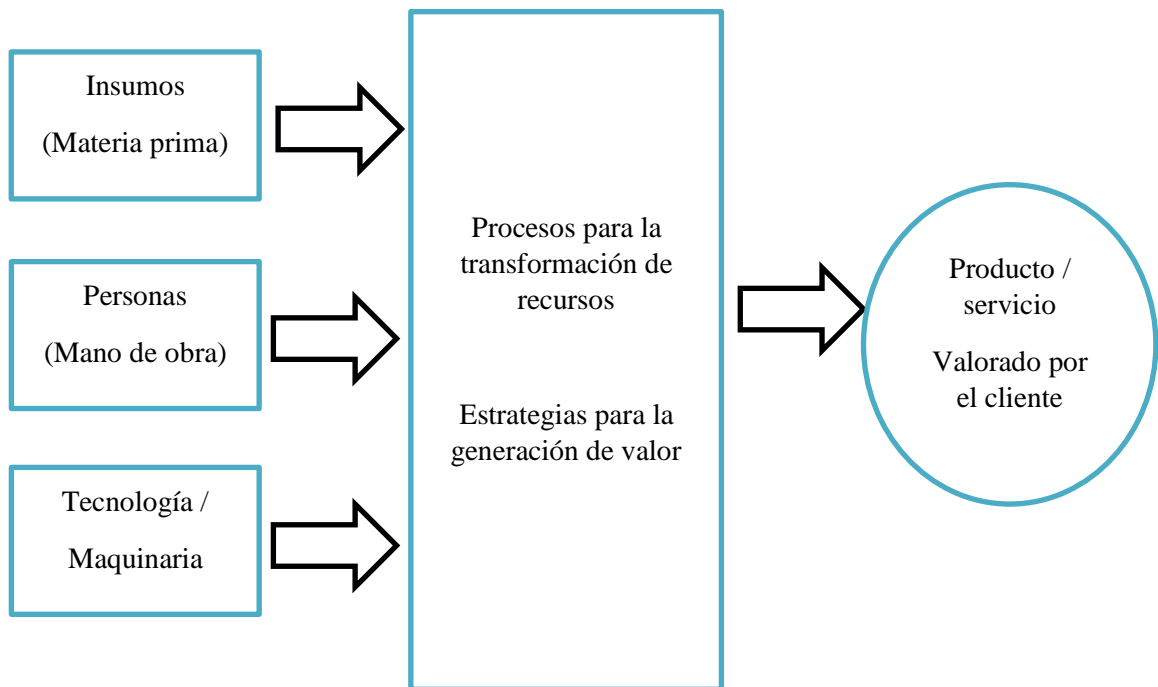 Insumos
(Materia prima)
Personas
(Mano de obra)
Tecnología /
Maquinaria
Procesos para la
transformación de
recursos
Estrategias para la
generación de valor
Producto /
servicio
Valorado por
el cliente